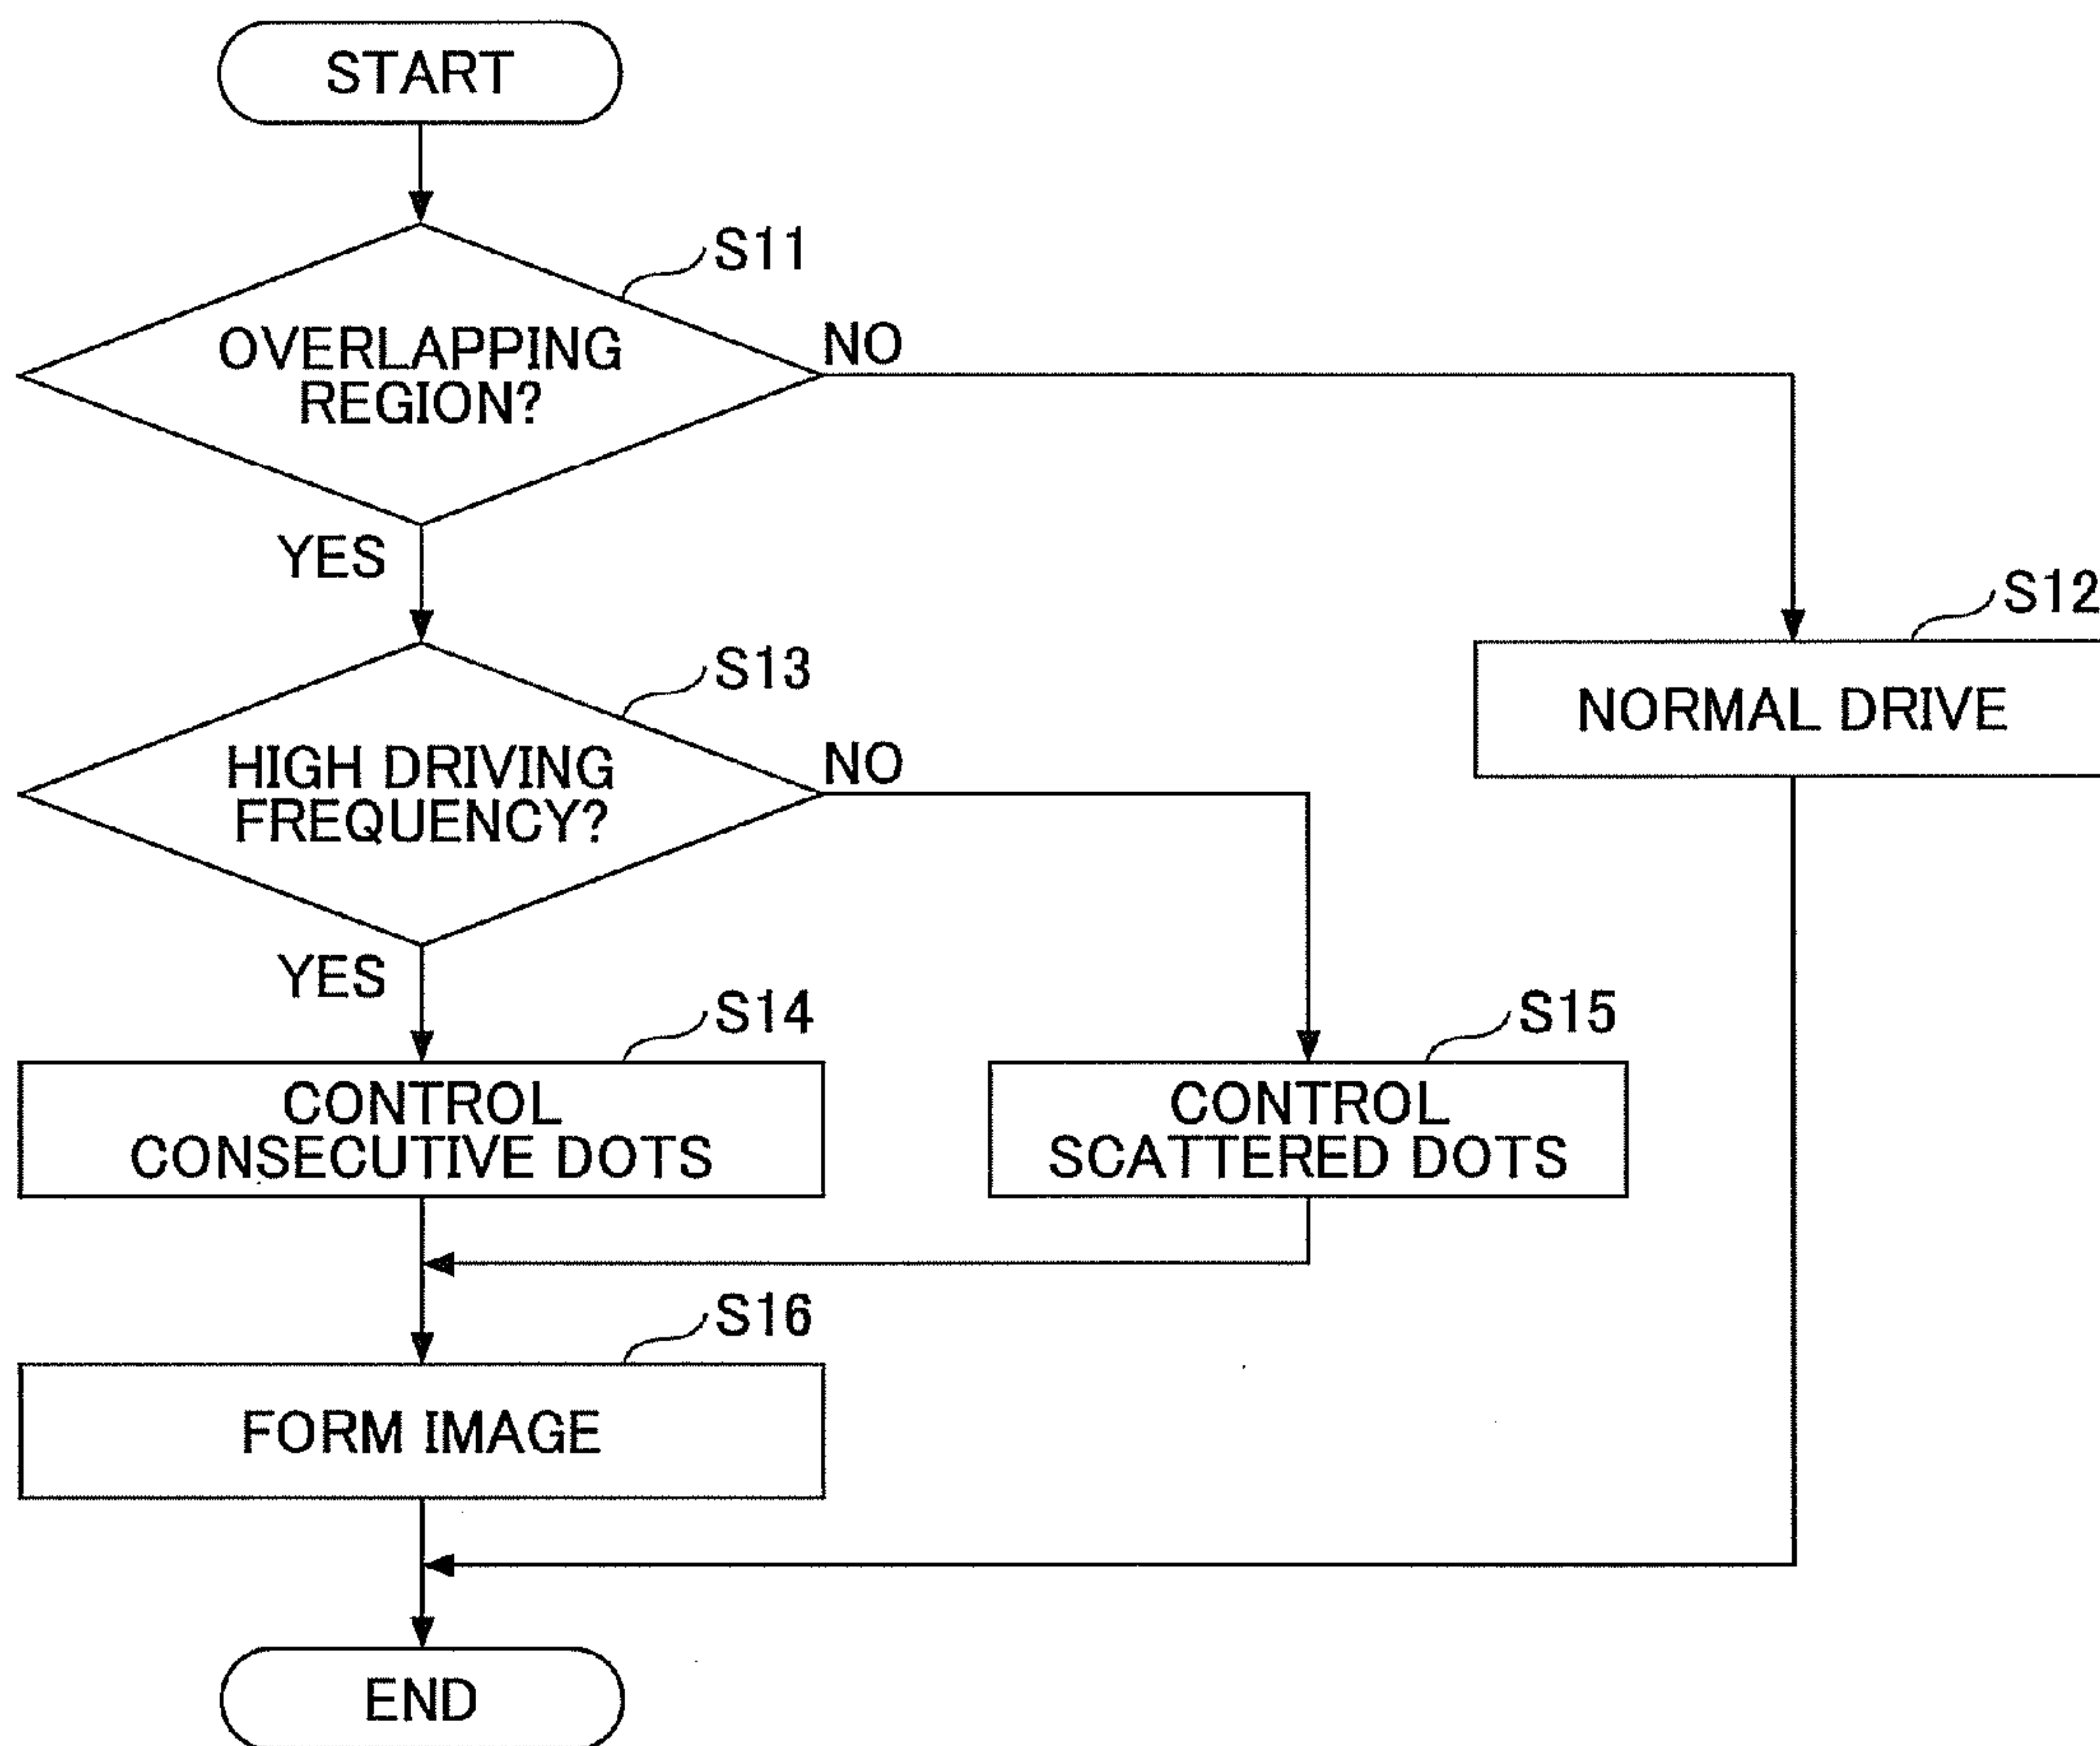 START
S11
OVERLAPPING
REGION?
NO
YES
S12
NORMAL DRIVE
S13
HIGH DRIVING
FREQUENCY?
NO
YES
S14
CONTROL
CONSECUTIVE DOTS
S15
CONTROL
SCATTERED DOTS
S16
FORM IMAGE
END